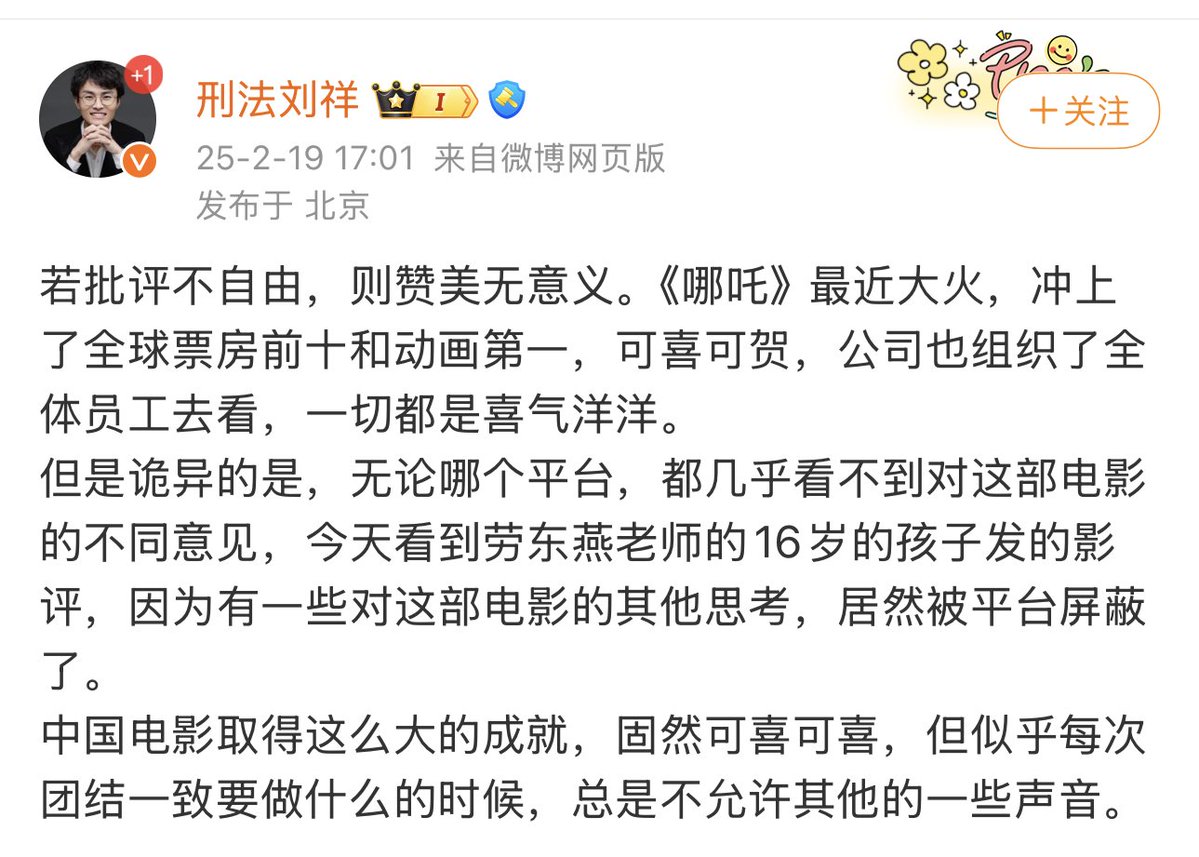 +1
刑法刘祥
I
V
+关注
25-2-19 17:01 来自微博网页版
发布于 北京
若批评不自由，则赞美无意义。《哪吒》最近大火，冲上
了全球票房前十和动画第一，可喜可贺，公司也组织了全
体员工去看，一切都是喜气洋洋。
但是诡异的是，无论哪个平台，都几乎看不到对这部电影
的不同意见，今天看到劳东燕老师的16岁的孩子发的影
评，因为有一些对这部电影的其他思考，居然被平台屏蔽
了。
中国电影取得这么大的成就，固然可喜可喜，但似乎每次
团结一致要做什么的时候，总是不允许其他的一些声音。